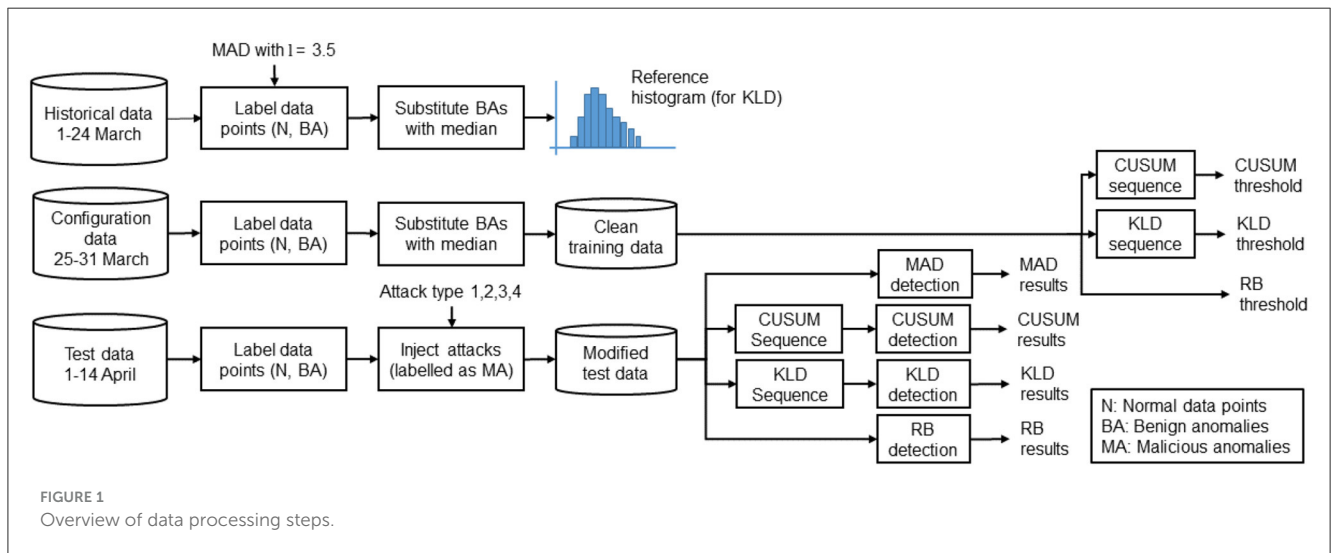 MAD with l = 3.5
Historical data
1-24 March
Label data
points (N, BA)
Substitute BAs
with median
Reference
histogram (for KLD)
Configuration
data
25-31 March
Label data
points (N, BA)
Substitute BAs
with median
Clean
training data
CUSUM
sequence
CUSUM
threshold
KLD
sequence
KLD
threshold
RB
threshold
Attack type 1,2,3,4
Test data
1-14 April
Label data
points (N, BA)
Inject attacks
(labelled as MA)
Modified
test data
MAD
detection
MAD
results
CUSUM
Sequence
CUSUM
detection
CUSUM
results
KLD
Sequence
KLD
detection
KLD
results
RB
detection
RB
results
N: Normal data points
BA: Benign anomalies
MA: Malicious anomalies
FIGURE 1
Overview of data processing steps.